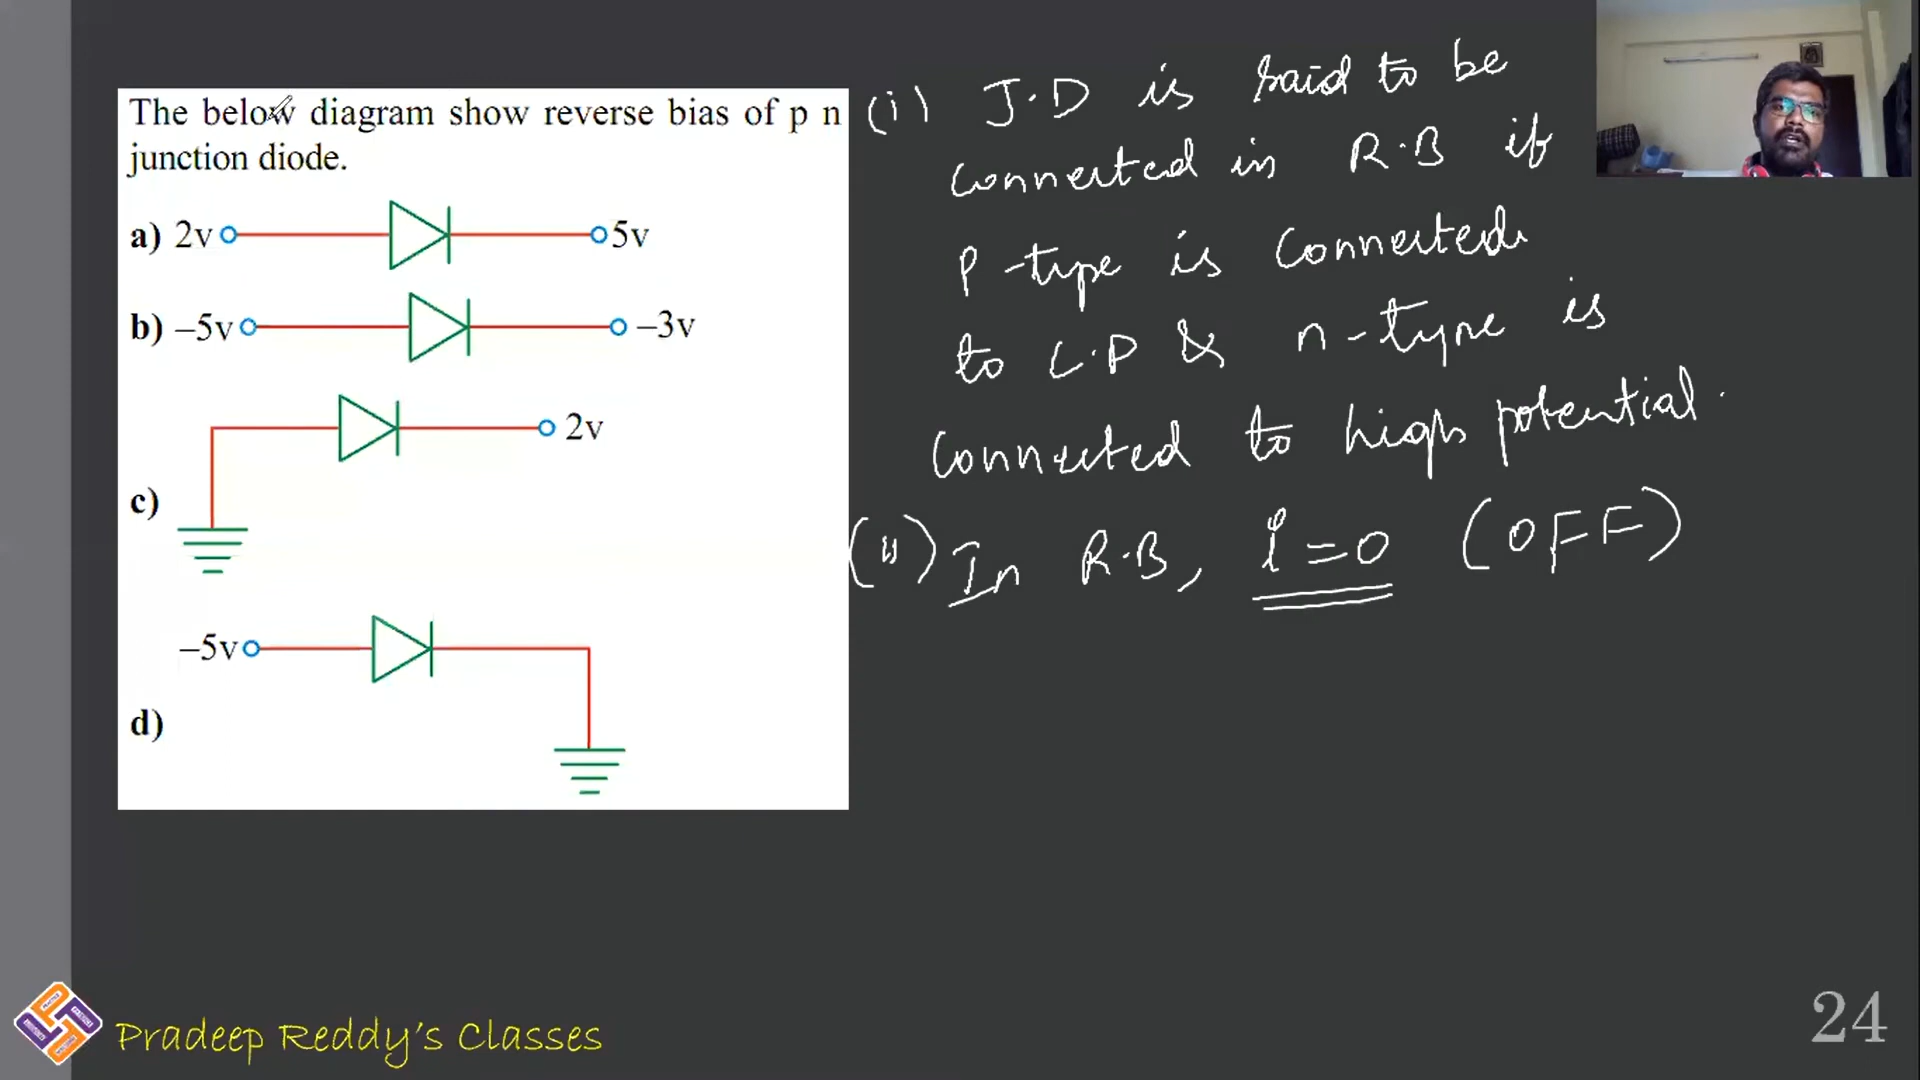 The below diagram show reverse bias of p n
junction diode.
a) 2v 5v
b) –5v –3v
2v
c)
–5v
d)
(i) J.D is said to be
connected in R.B if
P-type is connected
to L.P & n-type is
connected to high potential.
(ii) In R.B, i=0 (OFF)
Pradeep Reddy's Classes
24